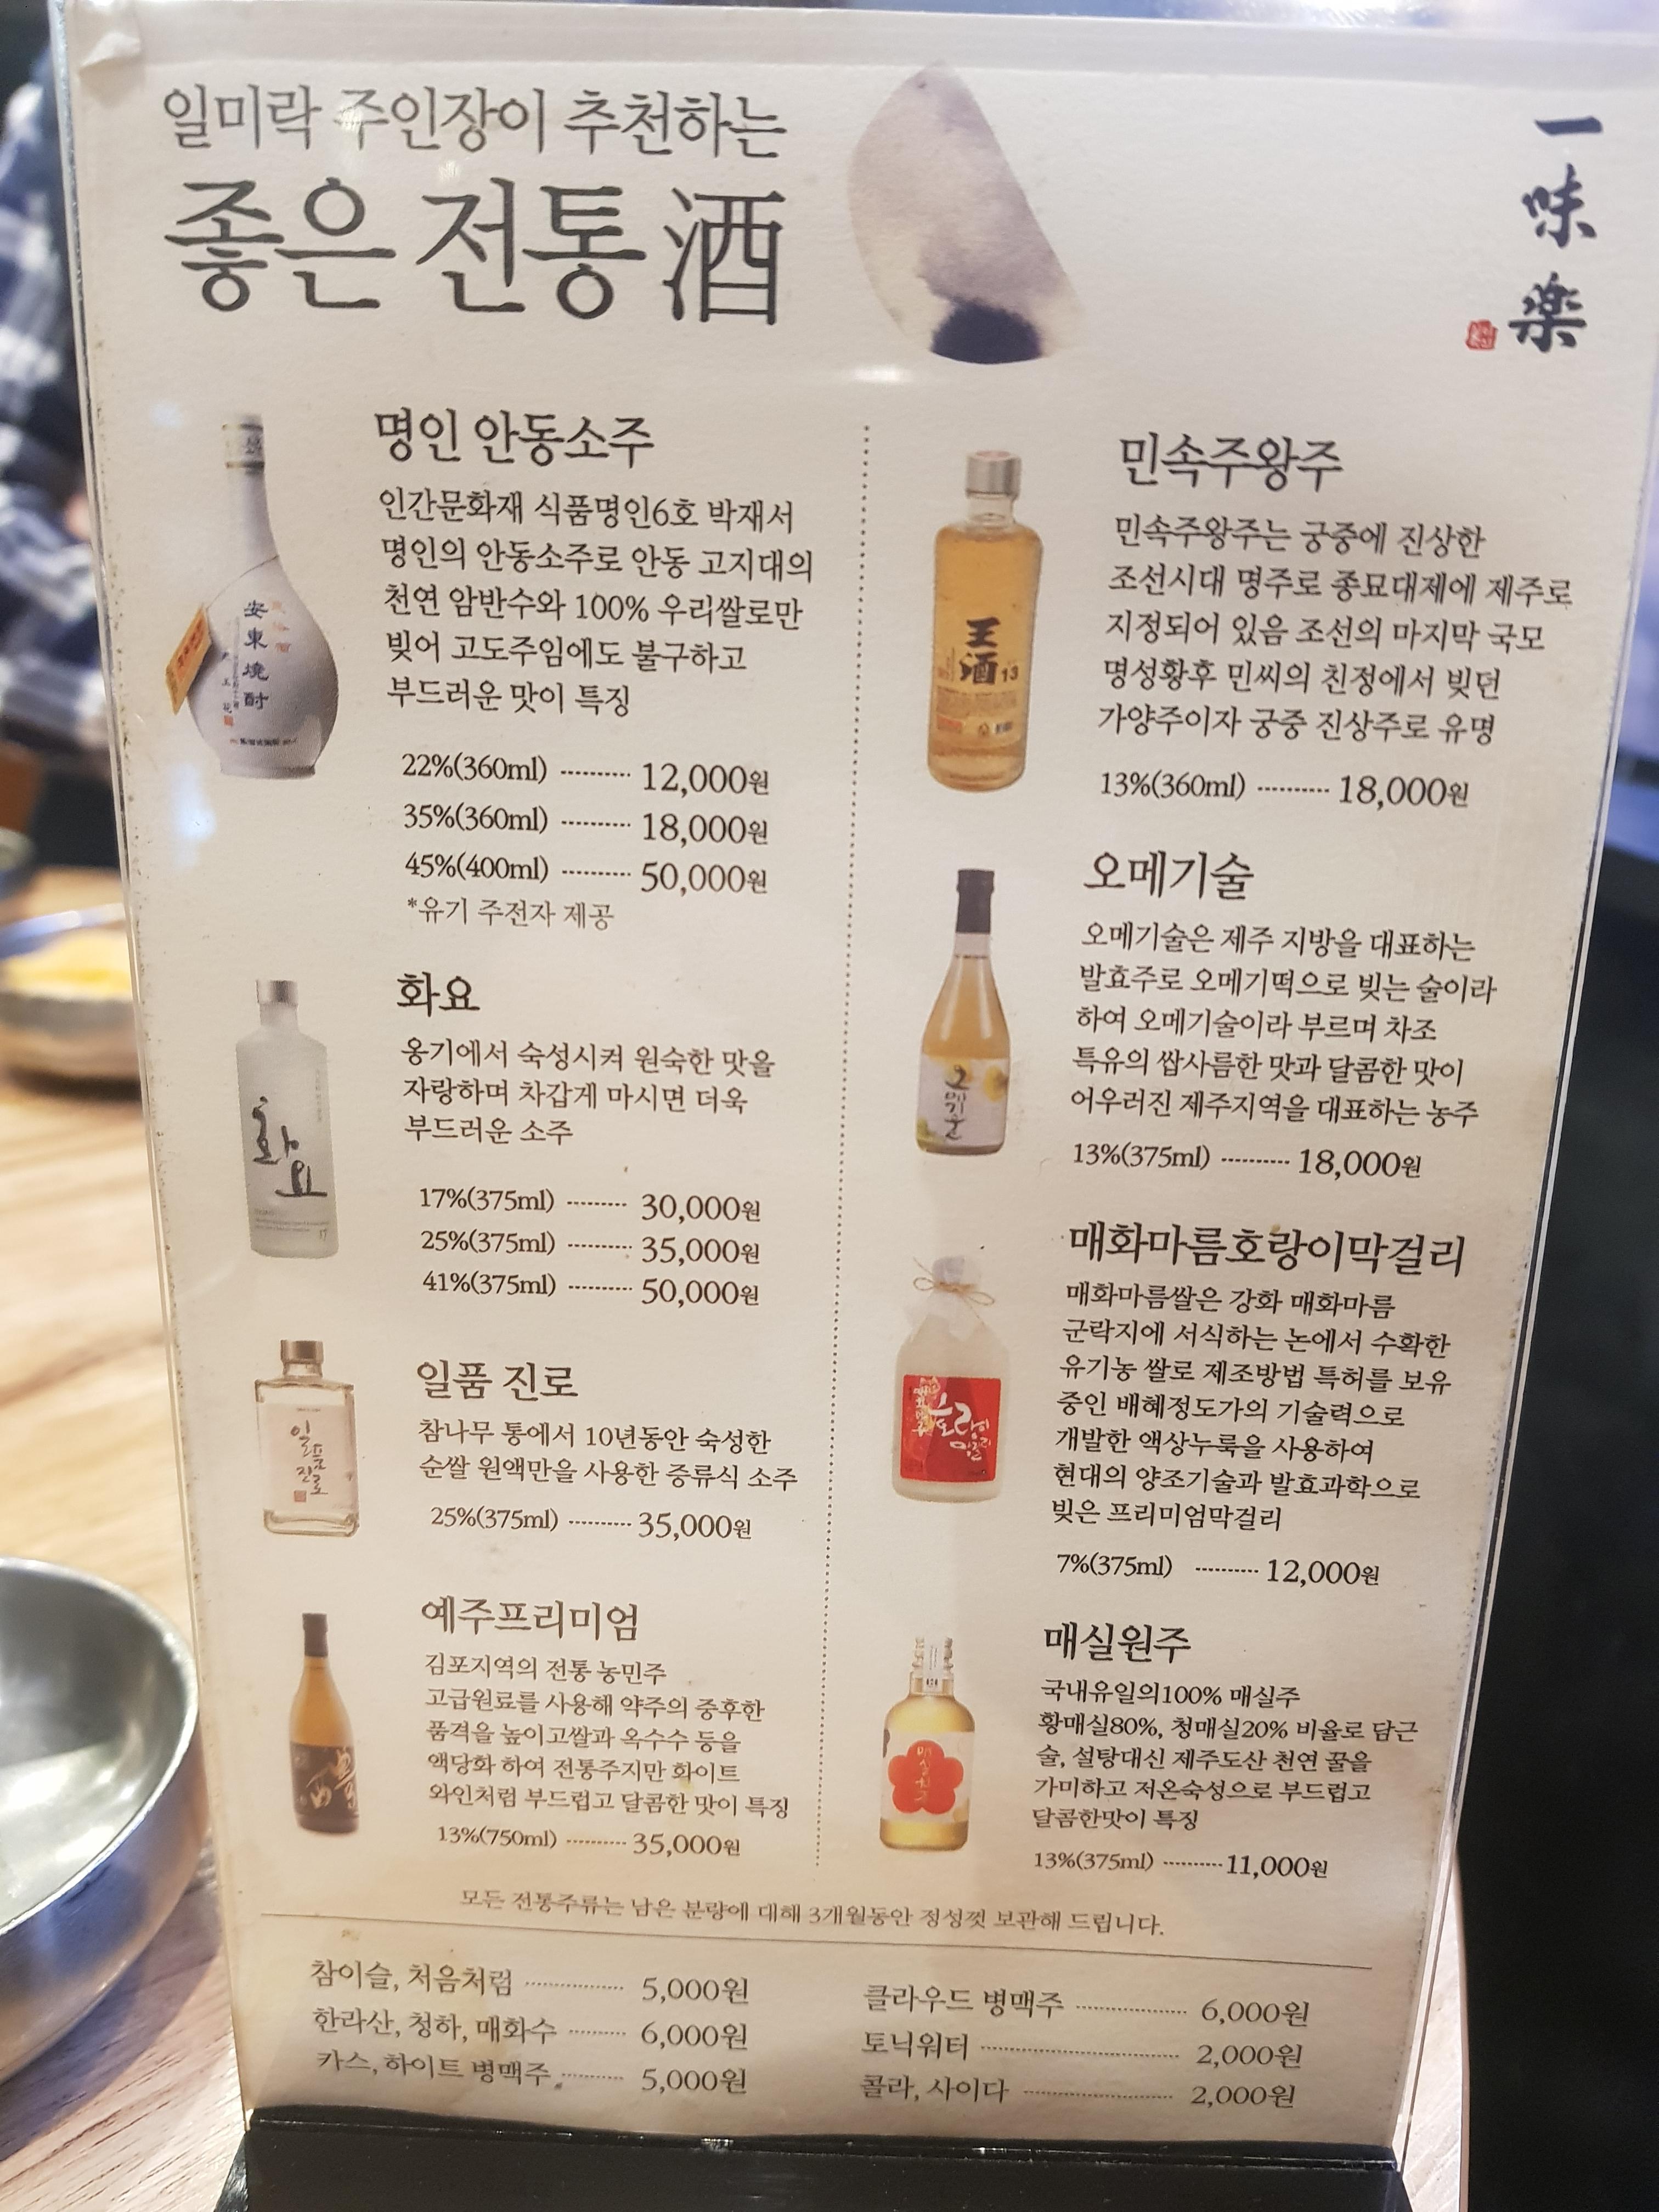 일미락 주인장이 추천하는
좋은 전통 酒
一
味
楽
명인 안동소주
인간문화재 식품명인6호 박재서
명인의 안동소주로 안동 고지대의
천연 암반수와 100% 우리쌀로만
빚어 고도주임에도 불구하고
부드러운 맛이 특징
22%(360ml) ---------- 12,000원
35%(360ml) ---------- 18,000원
45%(400ml) ---------- 50,000원
*유기 주전자 제공
安
東
燒
酎
화요
옹기에서 숙성시켜 원숙한 맛을
자랑하며 차갑게 마시면 더욱
부드러운 소주
17%(375ml) --------- 30,000원
25%(375ml) ---------- 35,000원
41%(375ml) ---------- 50,000원
화
요
17
일품 진로
참나무 통에서 10년동안 숙성한
순쌀 원액만을 사용한 증류식 소주
25%(375ml) ---------- 35,000원
일품
진로
예주프리미엄
김포지역의 전통 농민주
고급원료를 사용해 약주의 중후한
품격을 높이고쌀과 옥수수 등을
액당화 하여 전통주지만 화이트
와인처럼 부드럽고 달콤한 맛이 특징
13%(750ml) ---------- 35,000원
민속주왕주
민속주왕주는 궁중에 진상한
조선시대 명주로 종묘대제에 제주로
지정되어 있음 조선의 마지막 국모
명성황후 민씨의 친정에서 빚던
가양주이자 궁중 진상주로 유명
13%(360ml) ---------- 18,000원
王
酒 13
오메기술
오메기술은 제주 지방을 대표하는
발효주로 오메기떡으로 빚는 술이라
하여 오메기술이라 부르며 차조
특유의 쌉사름한 맛과 달콤한 맛이
어우러진 제주지역을 대표하는 농주
13%(375ml) ---------- 18,000원
오
메
기
술
매화마름호랑이막걸리
매화마름쌀은 강화 매화마름
군락지에 서식하는 논에서 수확한
유기농 쌀로 제조방법 특허를 보유
중인 배혜정도가의 기술력으로
개발한 액상누룩을 사용하여
현대의 양조기술과 발효과학으로
빚은 프리미엄막걸리
7%(375ml) ---------- 12,000원
호랑이
막걸리
매실원주
국내유일의100% 매실주
황매실80%, 청매실20% 비율로 담근
술, 설탕대신 제주도산 천연 꿀을
가미하고 저온숙성으로 부드럽고
달콤한맛이 특징
13%(375ml) ----------11,000원
매
실
원
주
모든 전통주류는 남은 분량에 대해 3개월동안 정성껏 보관해 드립니다.
참이슬, 처음처럼 ················ 5,000원
한라산, 청하, 매화수 ·········· 6,000원
카스, 하이트 병맥주 ·········· 5,000원
클라우드 병맥주 ·················· 6,000원
토닉워터 ································ 2,000원
콜라, 사이다 ························ 2,000원